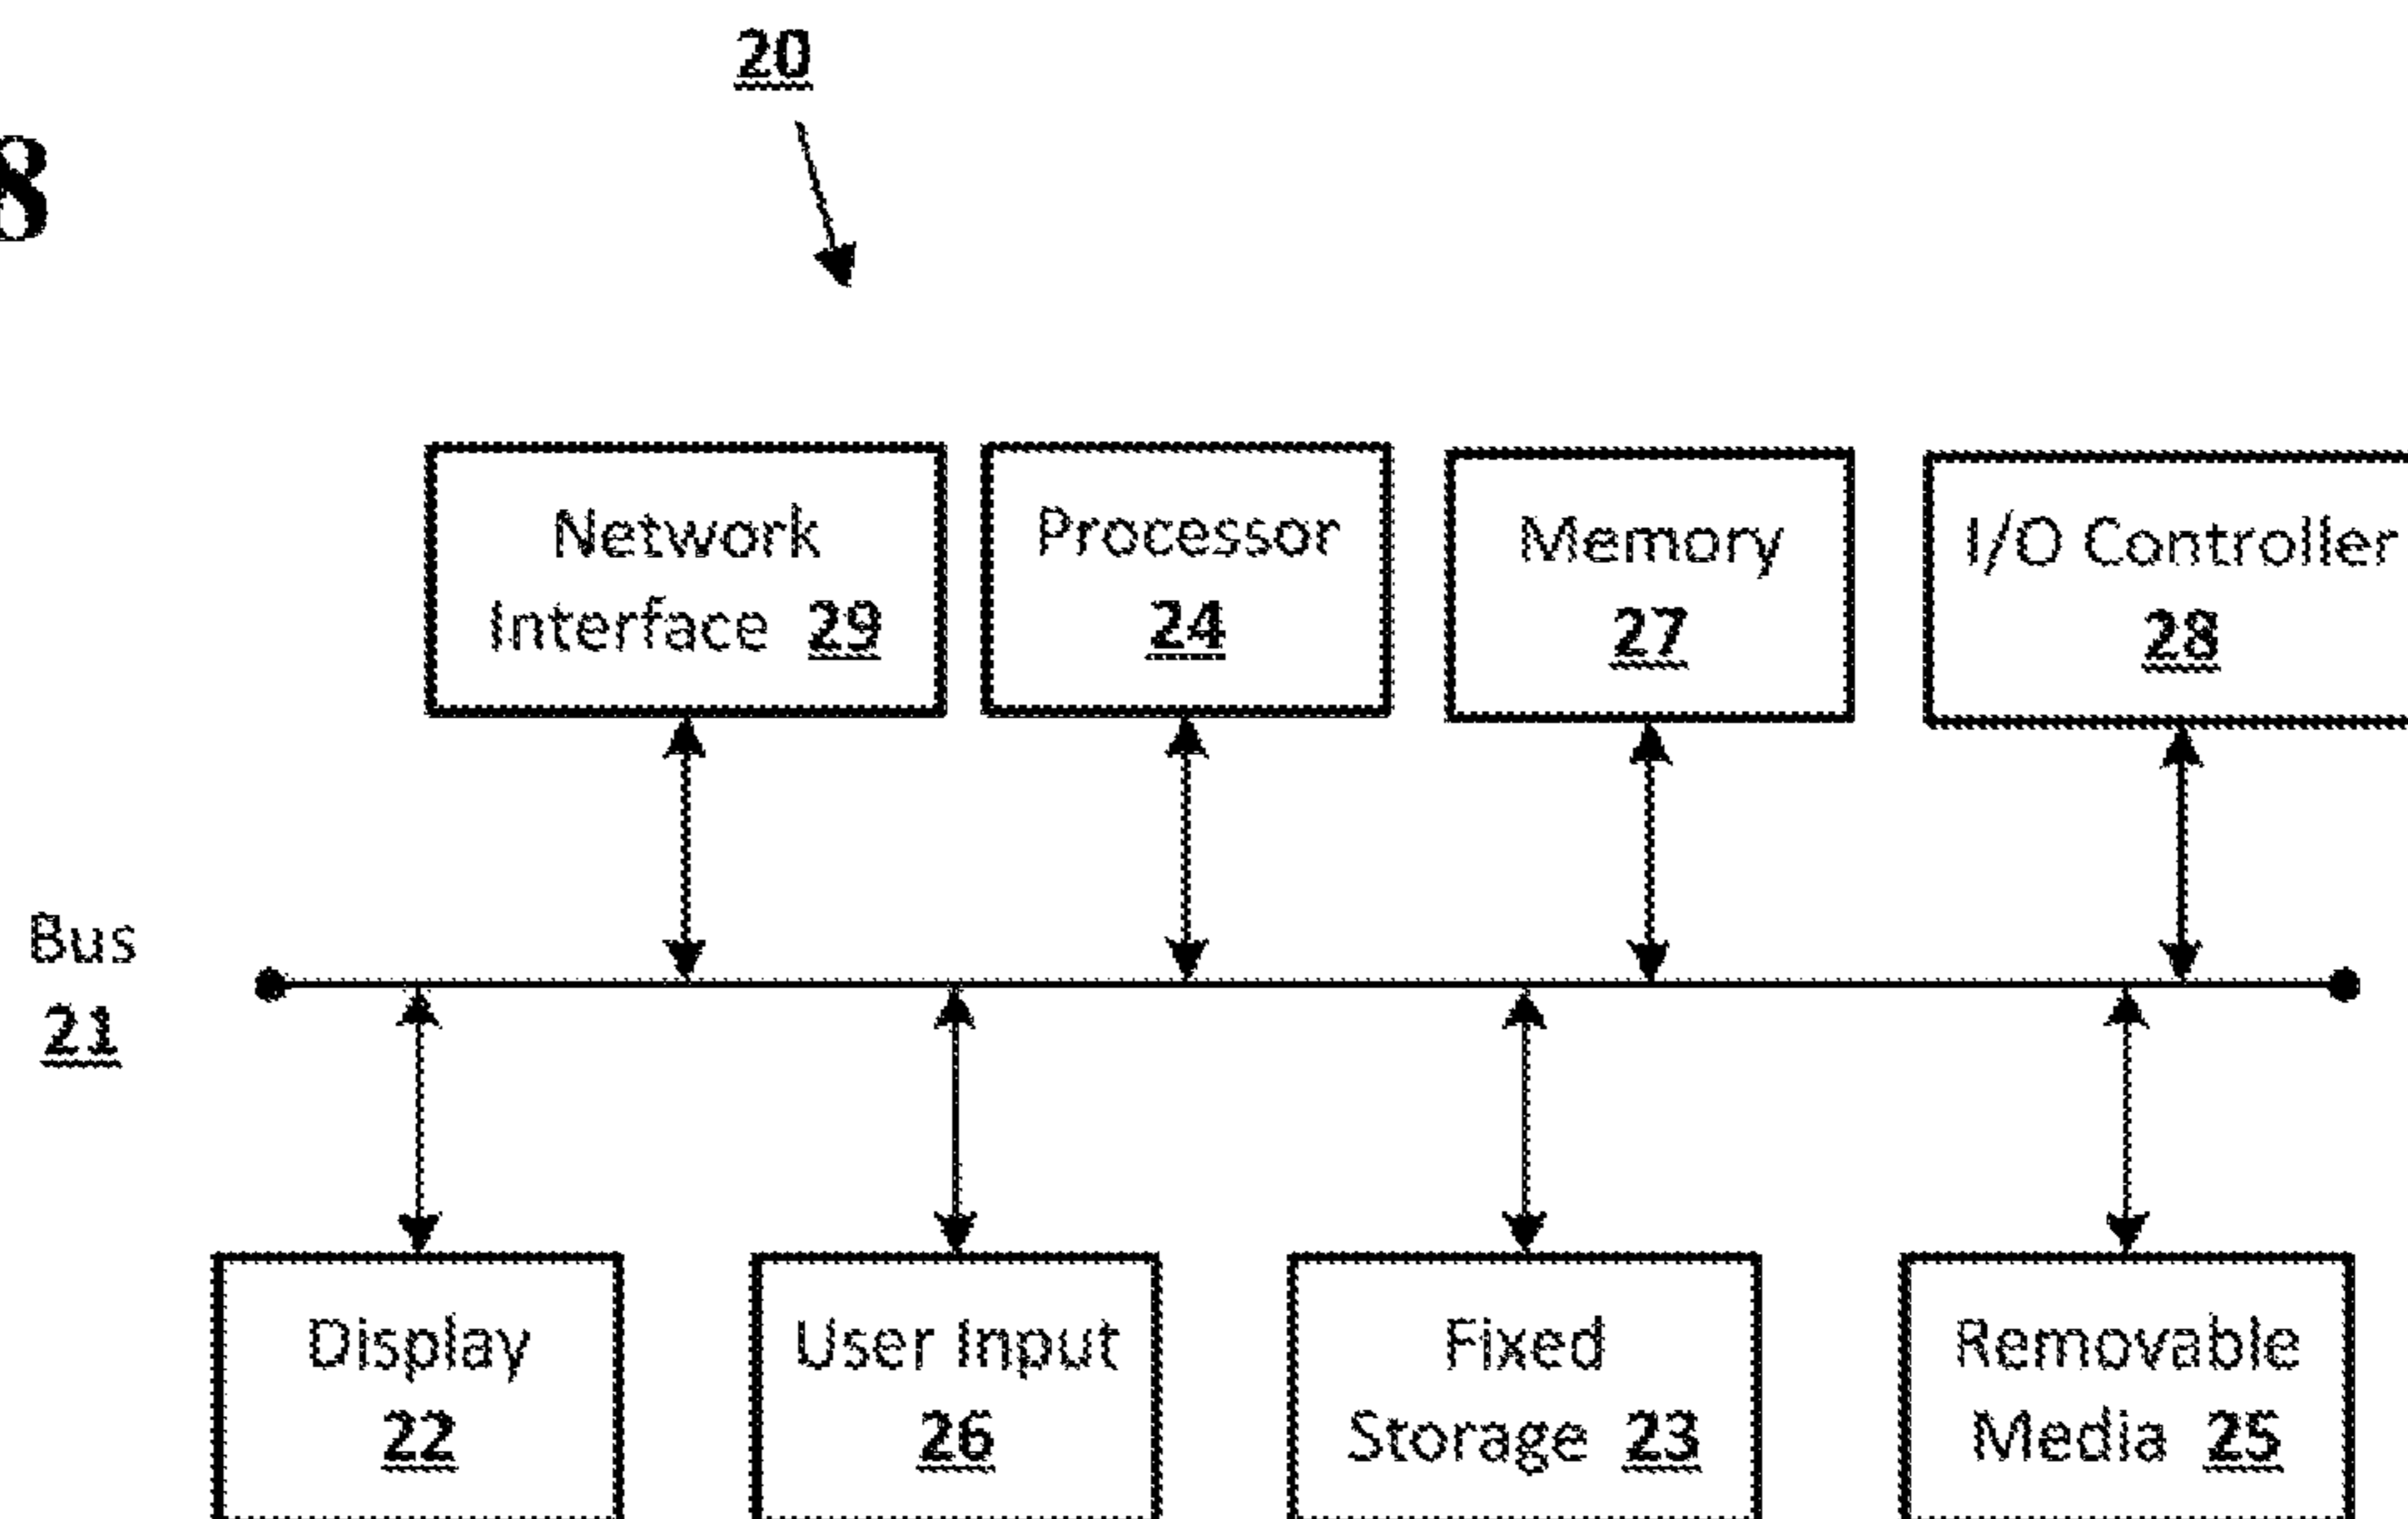 20
8
Network
Interface 29
Processor
24
Memory
27
I/O Controller
28
Bus
21
Display
22
User Input
26
Fixed
Storage 23
Removable
Media 25